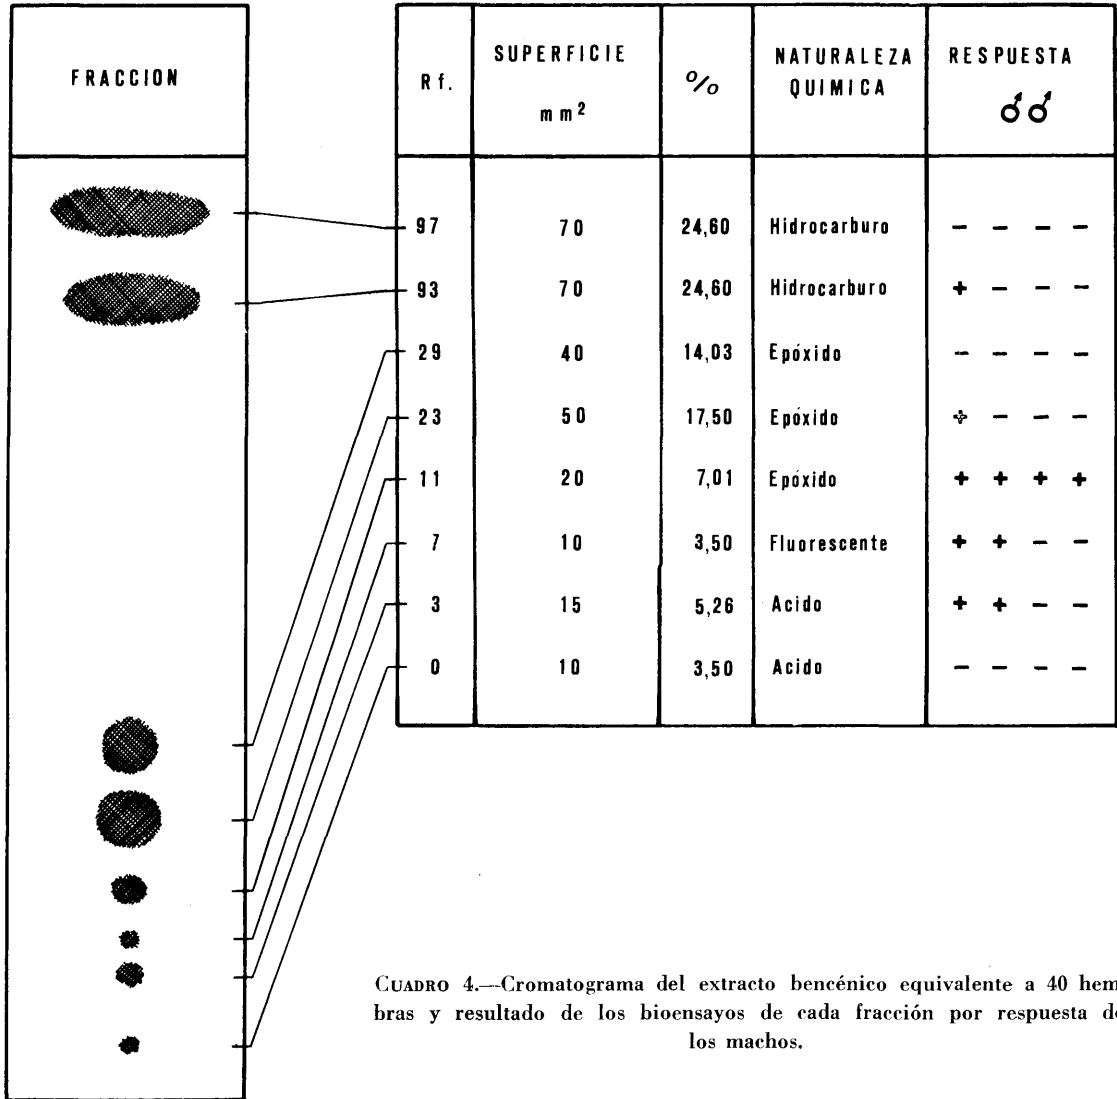 FRACCION
Rf.
SUPERFICIE
mm²
%
NATURALEZA
QUIMICA
RESPUESTA
♂♂
97 70 24,60 Hidrocarburo - - - -
93 70 24,60 Hidrocarburo + - - -
29 40 14,03 Epóxido - - - -
23 50 17,50 Epóxido + - - -
11 20 7,01 Epóxido + + + +
7 10 3,50 Fluorescente + + - -
3 15 5,26 Acido + + - -
0 10 3,50 Acido - - - -
CUADRO 4.—Cromatograma del extracto bencénico equivalente a 40 hem
bras y resultado de los bioensayos de cada fracción por respuesta d
los machos.